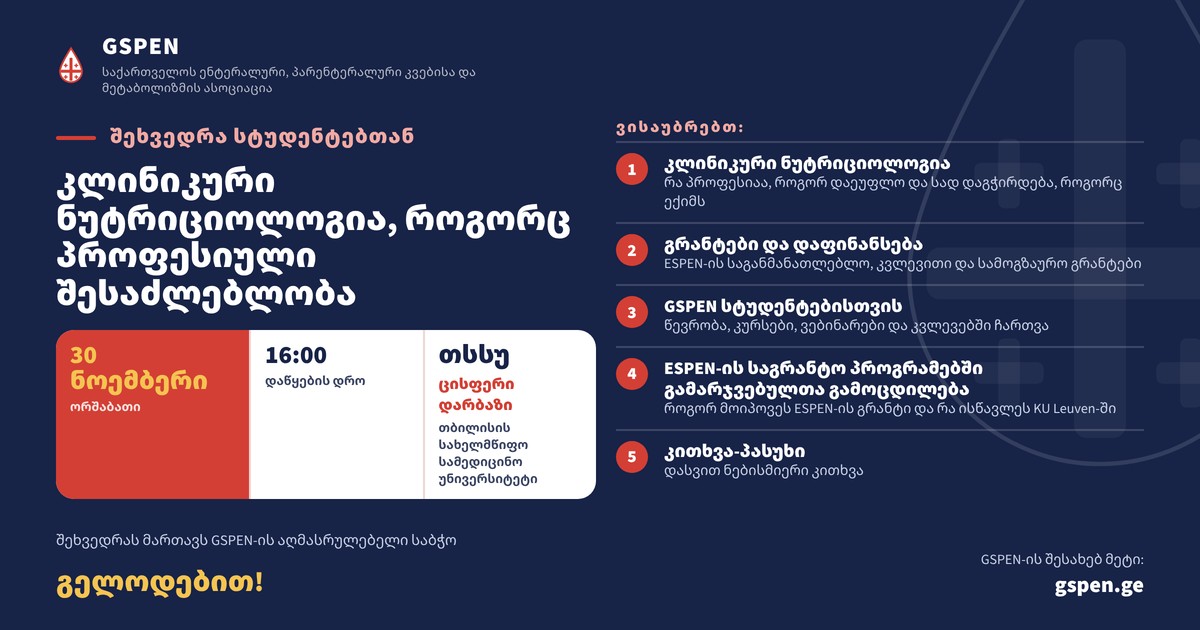 GSPEN
საქართველოს ენტერალური, პარენტერალური კვებისა და
მეტაბოლიზმის ასოციაცია
შეხვედრა სტუდენტებთან
კლინიკური
ნუტრიციოლოგია, როგორც
პროფესიული
შესაძლებლობა
30
ნოემბერი
ორშაბათი
16:00
დაწყების დრო
თსსუ
ცისფერი
დარბაზი
თბილისის
სახელმწიფო
სამედიცინო
უნივერსიტეტი
შეხვედრას მართავს GSPEN-ის აღმასრულებელი საბჭო
გელოდებით!
ვისაუბრებთ:
1
კლინიკური ნუტრიციოლოგია
რა პროფესიაა, როგორ დაეუფლო და სად დაგჭირდება, როგორც
ექიმს
2
გრანტები და დაფინანსება
ESPEN-ის საგანმანათლებლო, კვლევითი და სამოგზაურო გრანტები
3
GSPEN სტუდენტებისთვის
წევრობა, კურსები, ვებინარები და კვლევებში ჩართვა
4
ESPEN-ის საგრანტო პროგრამებში
გამარჯვებულთა გამოცდილება
როგორ მოიპოვეს ESPEN-ის გრანტი და რა ისწავლეს KU Leuven-ში
5
კითხვა-პასუხი
დასვით ნებისმიერი კითხვა
GSPEN-ის შესახებ მეტი:
gspen.ge